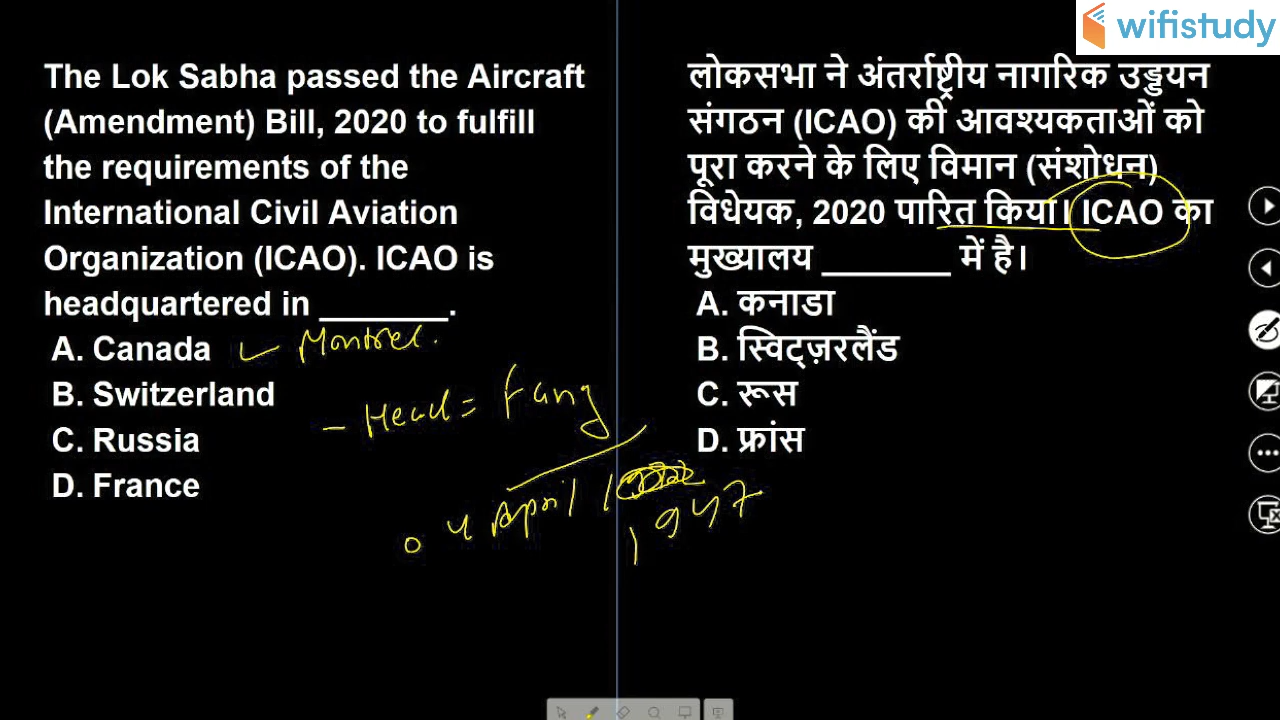 wifistudy
The Lok Sabha passed the Aircraft
(Amendment) Bill, 2020 to fulfill
the requirements of the
International Civil Aviation
Organization (ICAO). ICAO is
headquartered in _______.
A. Canada
B. Switzerland
C. Russia
D. France
Montrel.
- Head = Fang
04 April 1
1947
लोकसभा ने अंतर्राष्ट्रीय नागरिक उड्डयन
संगठन (ICAO) की आवश्यकताओं को
पूरा करने के लिए विमान (संशोधन)
विधेयक, 2020 पारित किया। ICAO का
मुख्यालय _______ में है।
A. कनाडा
B. स्विट्ज़रलैंड
C. रूस
D. फ्रांस